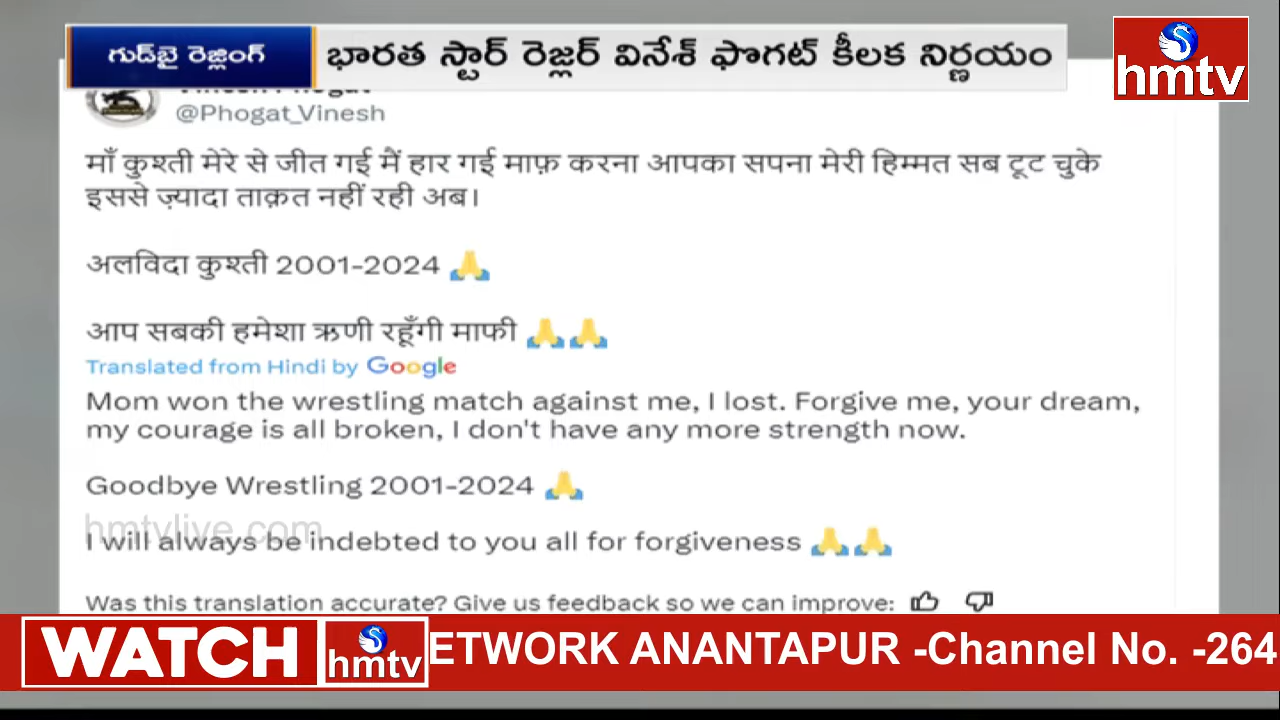 గుడ్‌బై రెజ్లింగ్
భారత స్టార్ రెజ్లర్ వినేశ్ ఫొగట్ కీలక నిర్ణయం
hmtv
@Phogat_Vinesh
माँ कुश्ती मेरे से जीत गई मैं हार गई माफ़ करना आपका सपना मेरी हिम्मत सब टूट चुके
इससे ज़्यादा ताक़त नहीं रही अब।
अलविदा कुश्ती 2001-2024 🙏
आप सबकी हमेशा ऋणी रहूँगी माफी 🙏🙏
Translated from Hindi by Google
Mom won the wrestling match against me, I lost. Forgive me, your dream,
my courage is all broken, I don't have any more strength now.
Goodbye Wrestling 2001-2024 🙏
hmtvlive.com
I will always be indebted to you all for forgiveness 🙏🙏
Was this translation accurate? Give us feedback so we can improve:
WATCH hmtv ETWORK ANANTAPUR -Channel No. -264